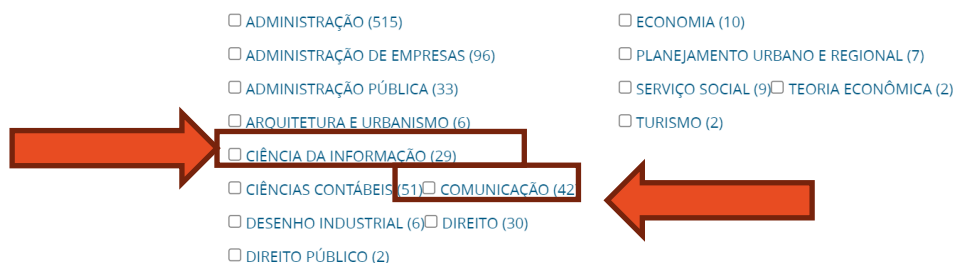 ADMINISTRAÇÃO (515)
ADMINISTRAÇÃO DE EMPRESAS (96)
ADMINISTRAÇÃO PÚBLICA (33)
ARQUITETURA E URBANISMO (6)
CIÊNCIA DA INFORMAÇÃO (29)
CIÊNCIAS CONTÁBEIS (51) COMUNICAÇÃO (42)
DESENHO INDUSTRIAL (6) DIREITO (30)
DIREITO PÚBLICO (2)
ECONOMIA (10)
PLANEJAMENTO URBANO E REGIONAL (7)
SERVIÇO SOCIAL (9) TEORIA ECONÔMICA (2)
TURISMO (2)